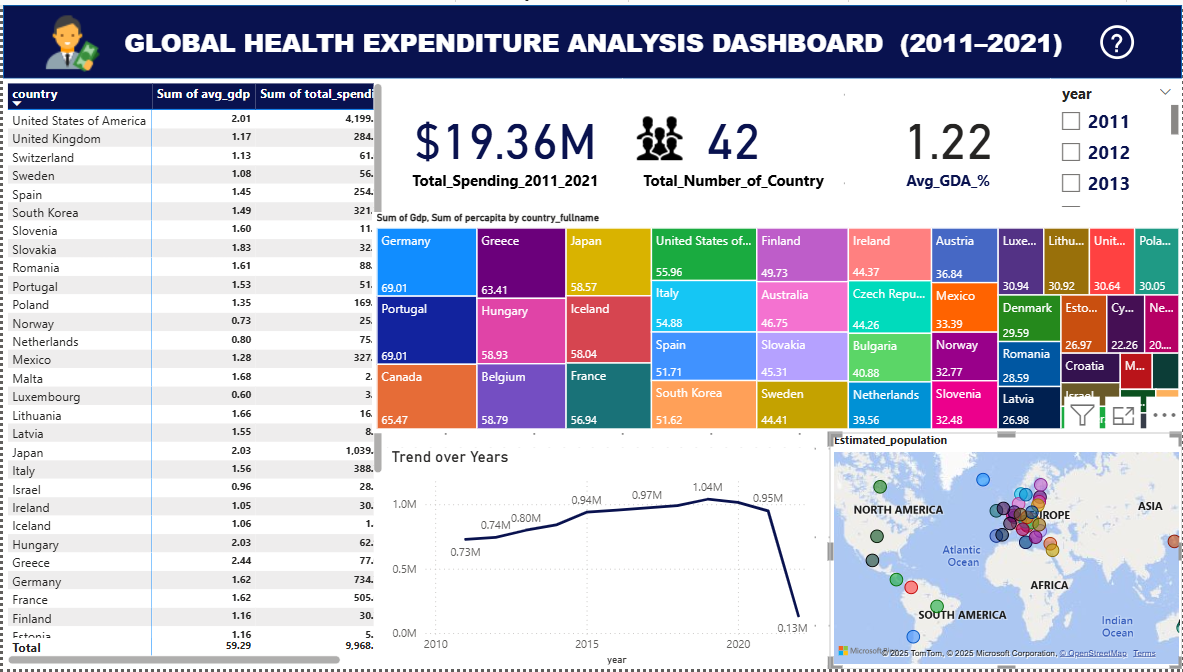 GLOBAL HEALTH EXPENDITURE ANALYSIS DASHBOARD (2011–2021)
?
country Sum of avg_gdp Sum of total_spendi
United States of America 2.01 4,199.
United Kingdom 1.17 284.
Switzerland 1.13 61.
Sweden 1.08 56.
Spain 1.45 254.
South Korea 1.49 321.
Slovenia 1.60 11.
Slovakia 1.83 32.
Romania 1.61 88.
Portugal 1.53 51.
Poland 1.35 169.
Norway 0.73 25.
Netherlands 0.80 75.
Mexico 1.28 327.
Malta 1.68 2.
Luxembourg 0.60 3.
Lithuania 1.66 16.
Latvia 1.55 8.
Japan 2.03 1,039.
Italy 1.56 388.
Israel 0.96 28.
Ireland 1.05 30.
Iceland 1.06 1.
Hungary 2.03 62.
Greece 2.44 77.
Germany 1.62 734.
France 1.62 505.
Finland 1.16 30.
Estonia 1.16 5.
Total 59.29 9,968.
$19.36M
Total_Spending_2011_2021
42
Total_Number_of_Country
1.22
Avg_GDA_%
year
2011
2012
2013
Sum of Gdp, Sum of percapita by country_fullname
Germany
69.01
Portugal
69.01
Canada
65.47
Greece
63.41
Hungary
58.93
Belgium
58.79
Japan
58.57
Iceland
58.04
France
56.94
United States of...
55.96
Italy
54.88
Spain
51.71
South Korea
51.62
Finland
49.73
Australia
46.75
Slovakia
45.31
Sweden
44.41
Ireland
44.37
Czech Repu...
44.26
Bulgaria
40.88
Netherlands
39.56
Austria
36.84
Mexico
33.39
Norway
32.77
Slovenia
32.48
Luxe...
30.94
Lithu...
30.92
Unit...
30.64
Pola...
30.05
Denmark
29.59
Romania
28.59
Latvia
26.98
Esto...
26.97
Cy...
22.26
Ne...
20....
Croatia
M...
Israel
Trend over Years
1.0M
0.5M
0.0M
0.73M
0.74M
0.80M
0.94M
0.97M
1.04M
0.95M
0.13M
2010 2015 2020
year
Estimated_population
NORTH AMERICA
EUROPE
ASIA
Atlantic
Ocean
AFRICA
SOUTH AMERICA
Indian
Ocean
© 2025 TomTom, © 2025 Microsoft Corporation, © OpenStreetMap Terms